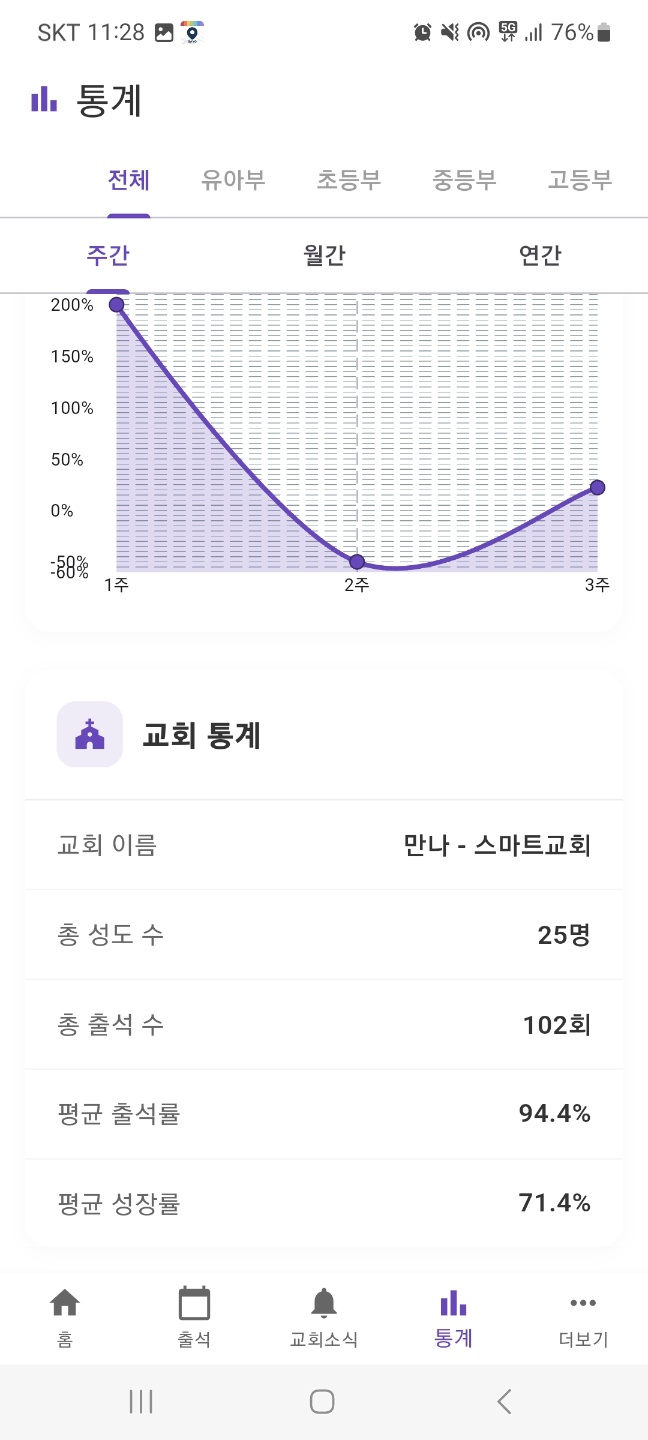 SKT 11:28 5G 76%
통계
전체 유아부 초등부 중등부 고등부
주간 월간 연간
200%
150%
100%
50%
0%
-50%
-60%
1주 2주 3주
교회 통계
교회 이름 만나 - 스마트교회
총 성도 수 25명
총 출석 수 102회
평균 출석률 94.4%
평균 성장률 71.4%
홈 출석 교회소식 통계 더보기